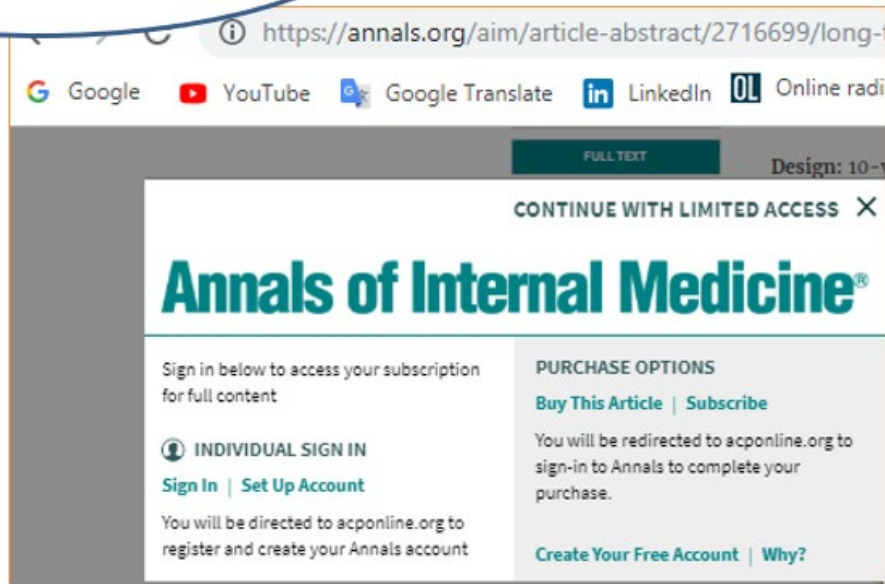 https://annals.org/aim/article-abstract/2716699/long-
Google YouTube Google Translate LinkedIn OL Online radi
FULL TEXT
Design: 10-
CONTINUE WITH LIMITED ACCESS X
Annals of Internal Medicine®
Sign in below to access your subscription
for full content
INDIVIDUAL SIGN IN
Sign In | Set Up Account
You will be directed to acponline.org to
register and create your Annals account
PURCHASE OPTIONS
Buy This Article | Subscribe
You will be redirected to acponline.org to
sign-in to Annals to complete your
purchase.
Create Your Free Account | Why?